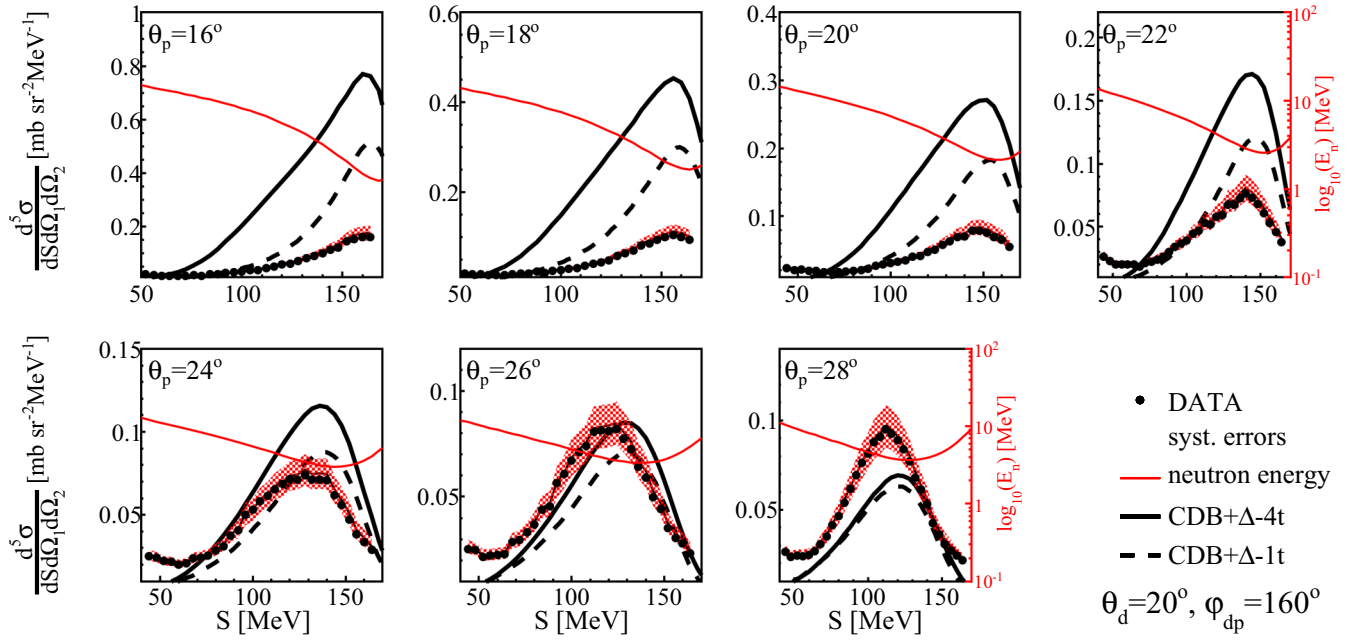 d⁵σ
dSdΩ₁dΩ₂ [mb sr⁻²MeV⁻¹]
θp=16°
1
0.8
0.6
0.4
0.2
50 100 150
θp=18°
0.6
0.4
0.2
50 100 150
θp=20°
0.4
0.3
0.2
0.1
50 100 150
θp=22°
0.2
0.15
0.1
0.05
50 100 150
10²
10
1
10⁻¹
log₁₀(Eₙ) [MeV]
d⁵σ
dSdΩ₁dΩ₂ [mb sr⁻²MeV⁻¹]
θp=24°
0.15
0.1
0.05
50 100 150
S [MeV]
θp=26°
0.1
0.05
50 100 150
S [MeV]
θp=28°
0.1
0.05
50 100 150
S [MeV]
10²
10
1
10⁻¹
log₁₀(Eₙ) [MeV]
DATA
syst. errors
neutron energy
CDB+Δ-4t
CDB+Δ-1t
θd=20°, φdp=160°